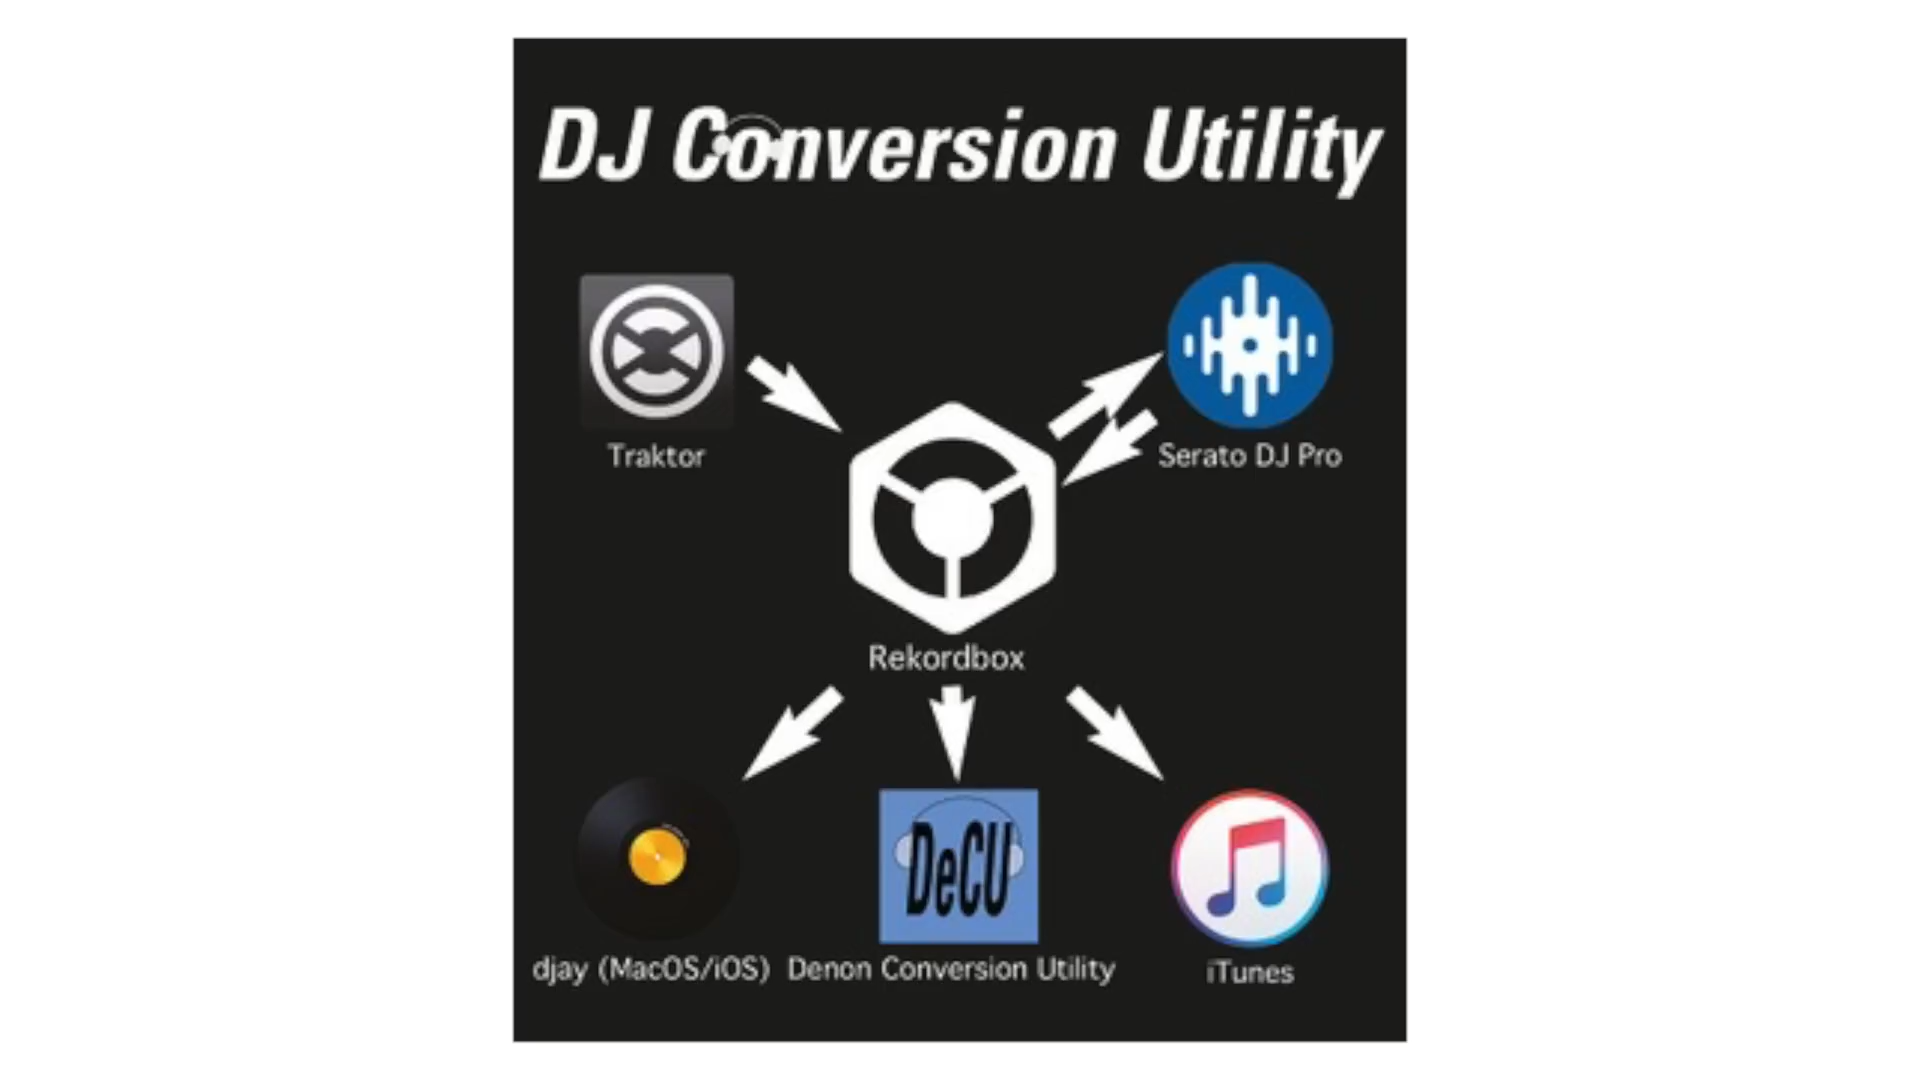 DJ Conversion Utility
Traktor
Serato DJ Pro
Rekordbox
DeCU
djay (MacOS/iOS)
Denon Conversion Utility
iTunes